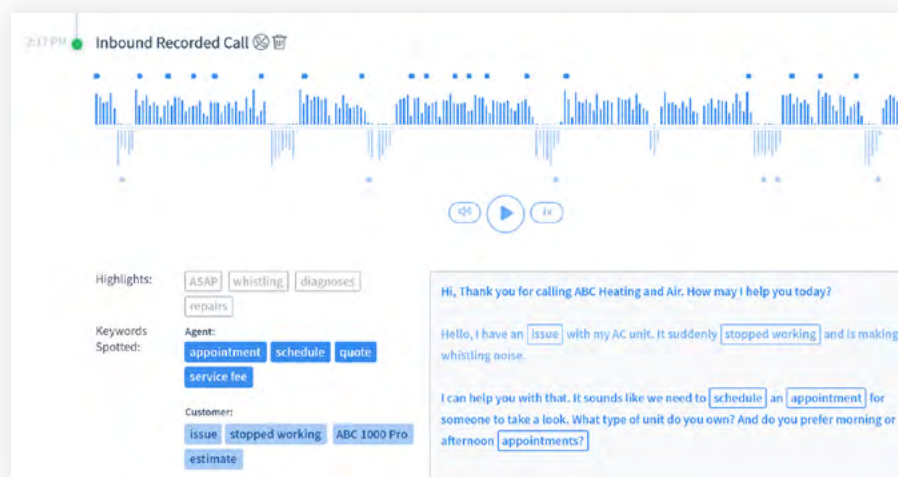 2:17 PM Inbound Recorded Call
1x
Highlights:
ASAP whistling diagnoses
repairs
Keywords
Spotted:
Agent:
appointment schedule quote
service fee
Customer:
issue stopped working ABC 1000 Pro
estimate
Hi, Thank you for calling ABC Heating and Air. How may I help you today?
Hello, I have an issue with my AC unit. It suddenly stopped working and is making
whistling noise.
I can help you with that. It sounds like we need to schedule an appointment for
someone to take a look. What type of unit do you own? And do you prefer morning or
afternoon appointments?